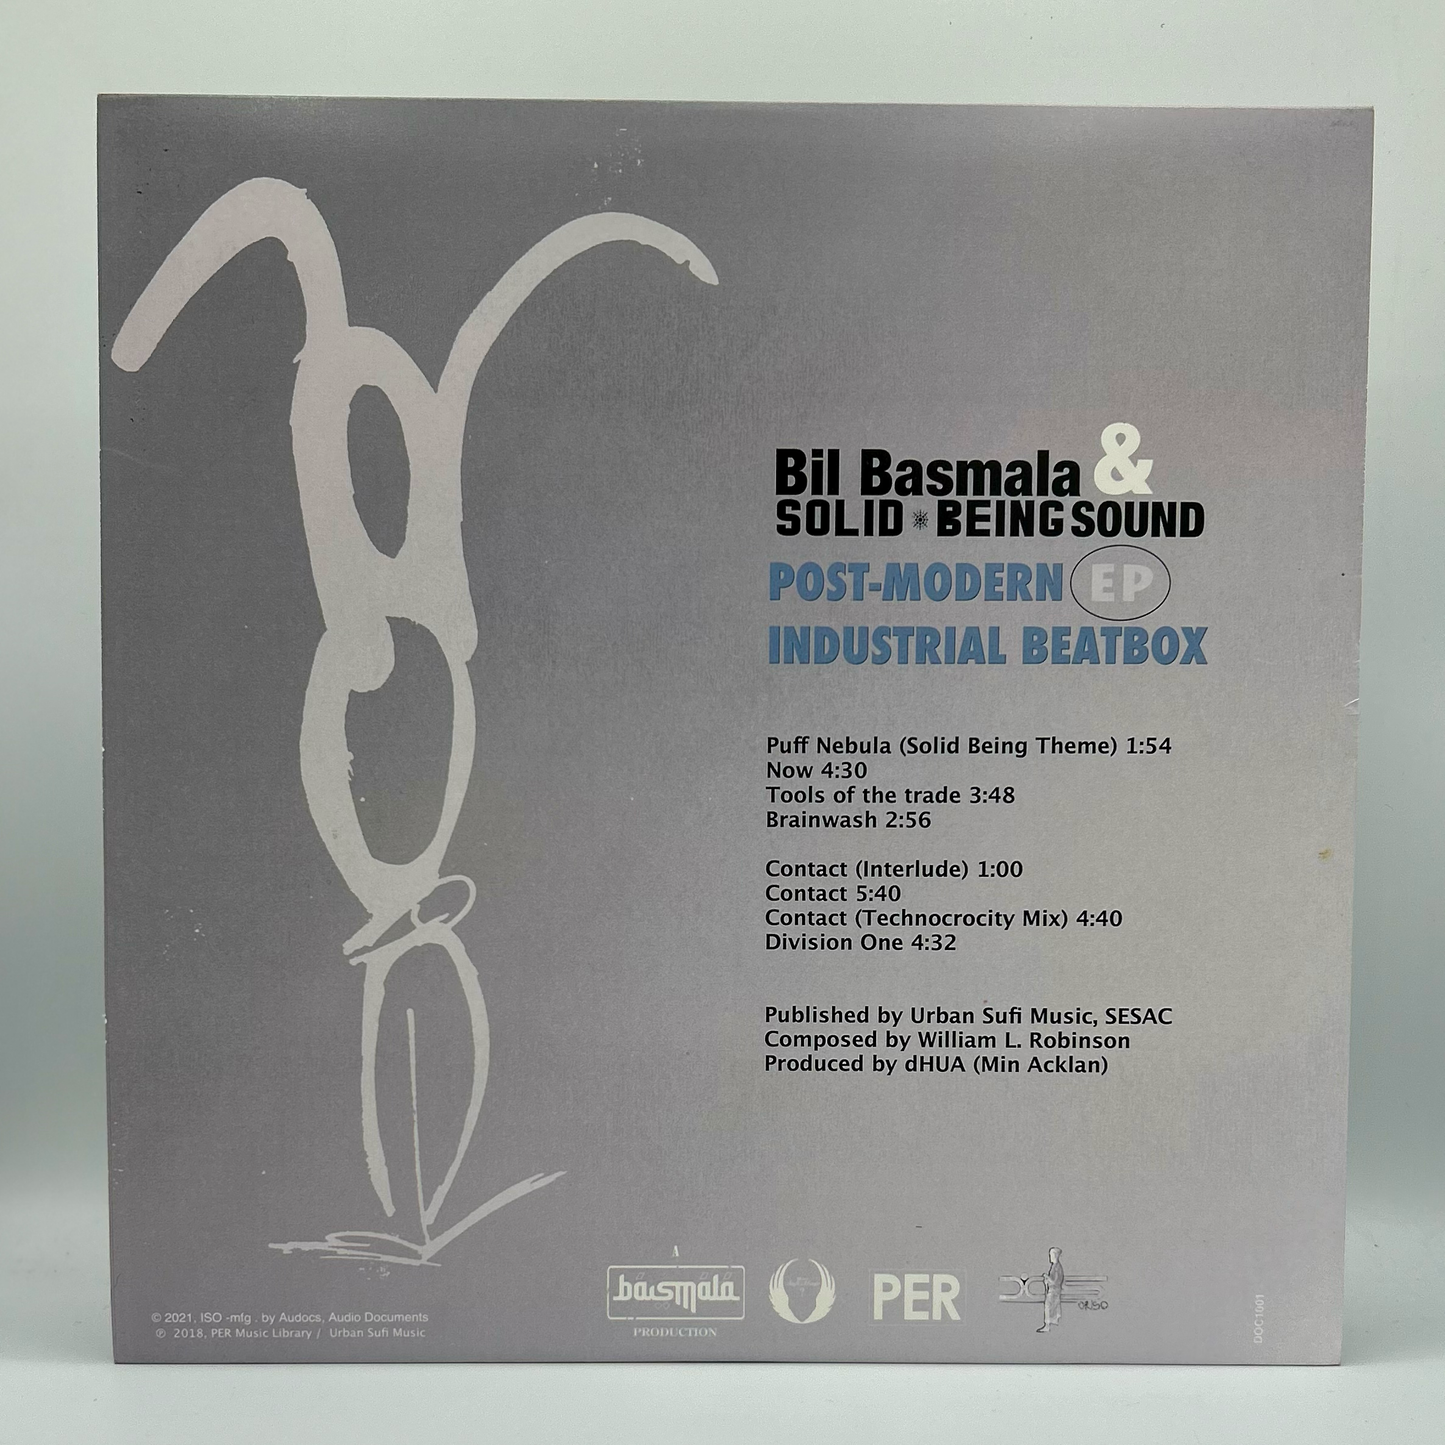 Bil Basmala &
SOLID BEING SOUND
POST-MODERN EP
INDUSTRIAL BEATBOX
Puff Nebula (Solid Being Theme) 1:54
Now 4:30
Tools of the trade 3:48
Brainwash 2:56
Contact (Interlude) 1:00
Contact 5:40
Contact (Technocrocity Mix) 4:40
Division One 4:32
Published by Urban Sufi Music, SESAC
Composed by William L. Robinson
Produced by dHUA (Min Acklan)
© 2021, ISO -mfg . by Audocs, Audio Documents
℗ 2018, PER Music Library / Urban Sufi Music
A
basmala
PRODUCTION
PER
DOC1001